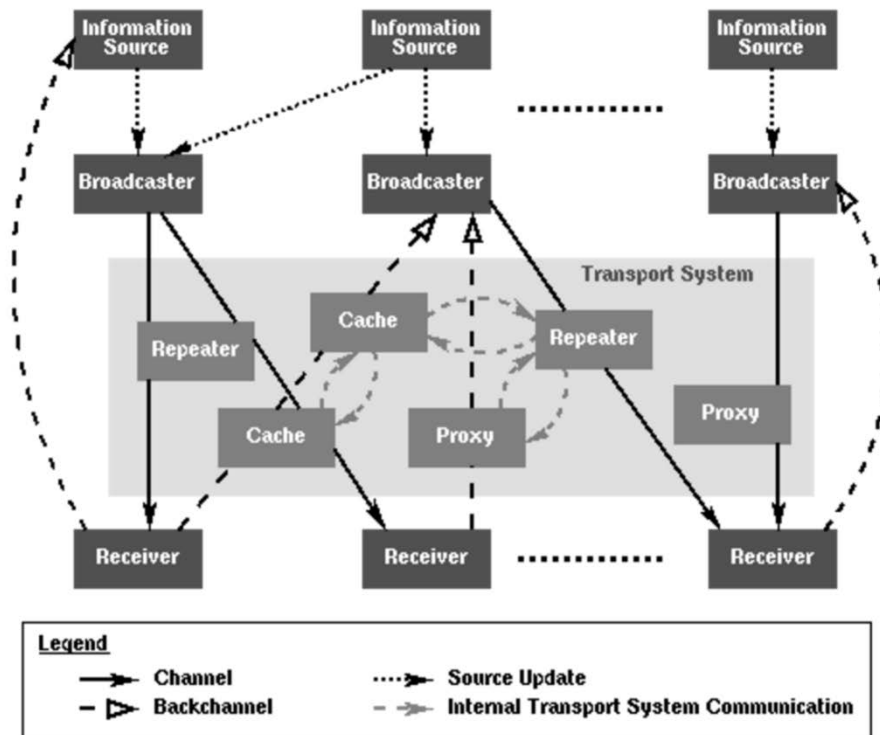 Information
Source
Information
Source
Information
Source
Broadcaster
Broadcaster
Broadcaster
Transport System
Cache
Repeater
Repeater
Proxy
Cache
Proxy
Receiver
Receiver
Receiver
Legend
Channel
Source Update
Backchannel
Internal Transport System Communication